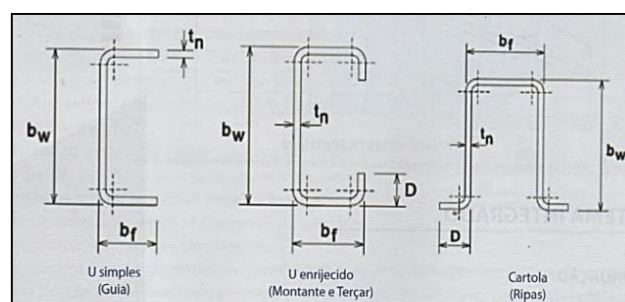 tn
bw
bf
U simples
(Guia)
tn
bw
D
bf
U enrijecido
(Montante e Terçar)
bf
tn
bw
D
Cartola
(Ripas)